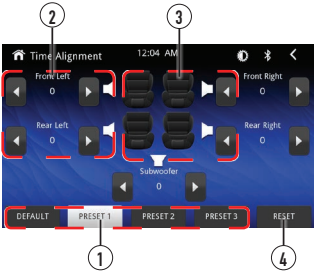 2
3
Time Alignment 12:04 AM
Front Left
0
Front Right
0
Rear Left
0
Rear Right
0
Subwoofer
0
DEFAULT PRESET 1 PRESET 2 PRESET 3 RESET
1
4